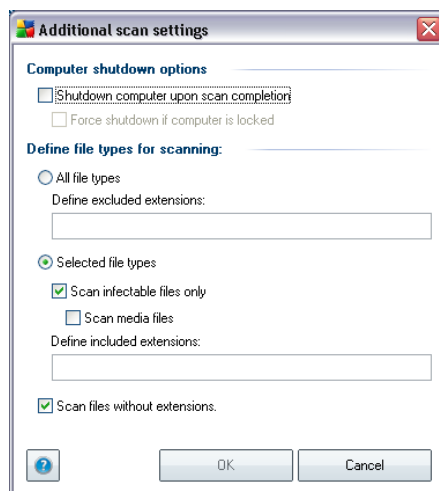 Additional scan settings
Computer shutdown options
Shutdown computer upon scan completion
Force shutdown if computer is locked
Define file types for scanning:
All file types
Define excluded extensions:
Selected file types
Scan infectable files only
Scan media files
Define included extensions:
Scan files without extensions.
?
OK
Cancel